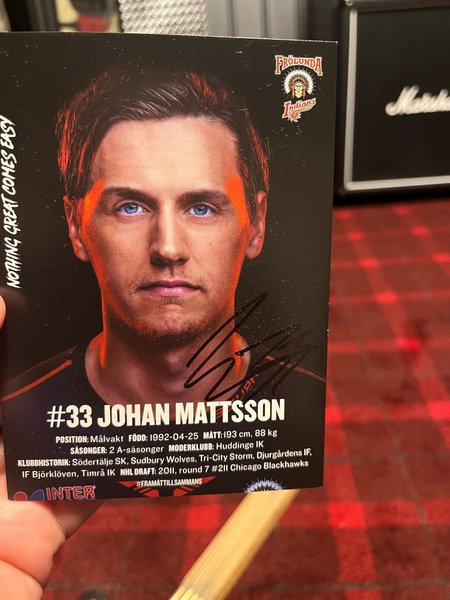 FRÖLUNDA
Indians
NOTHING GREAT COMES EASY
#33 JOHAN MATTSSON
POSITION: Målvakt FÖDD: 1992-04-25 MÅTT: 193 cm, 88 kg
SÄSONGER: 2 A-säsonger MODERKLUBB: Huddinge IK
KLUBBHISTORIK: Södertälje SK, Sudbury Wolves, Tri-City Storm, Djurgårdens IF,
IF Björklöven, Timrå IK NHL DRAFT: 2011, round 7 #211 Chicago Blackhawks
INTER
#FRAMÅTTILLSAMMANS